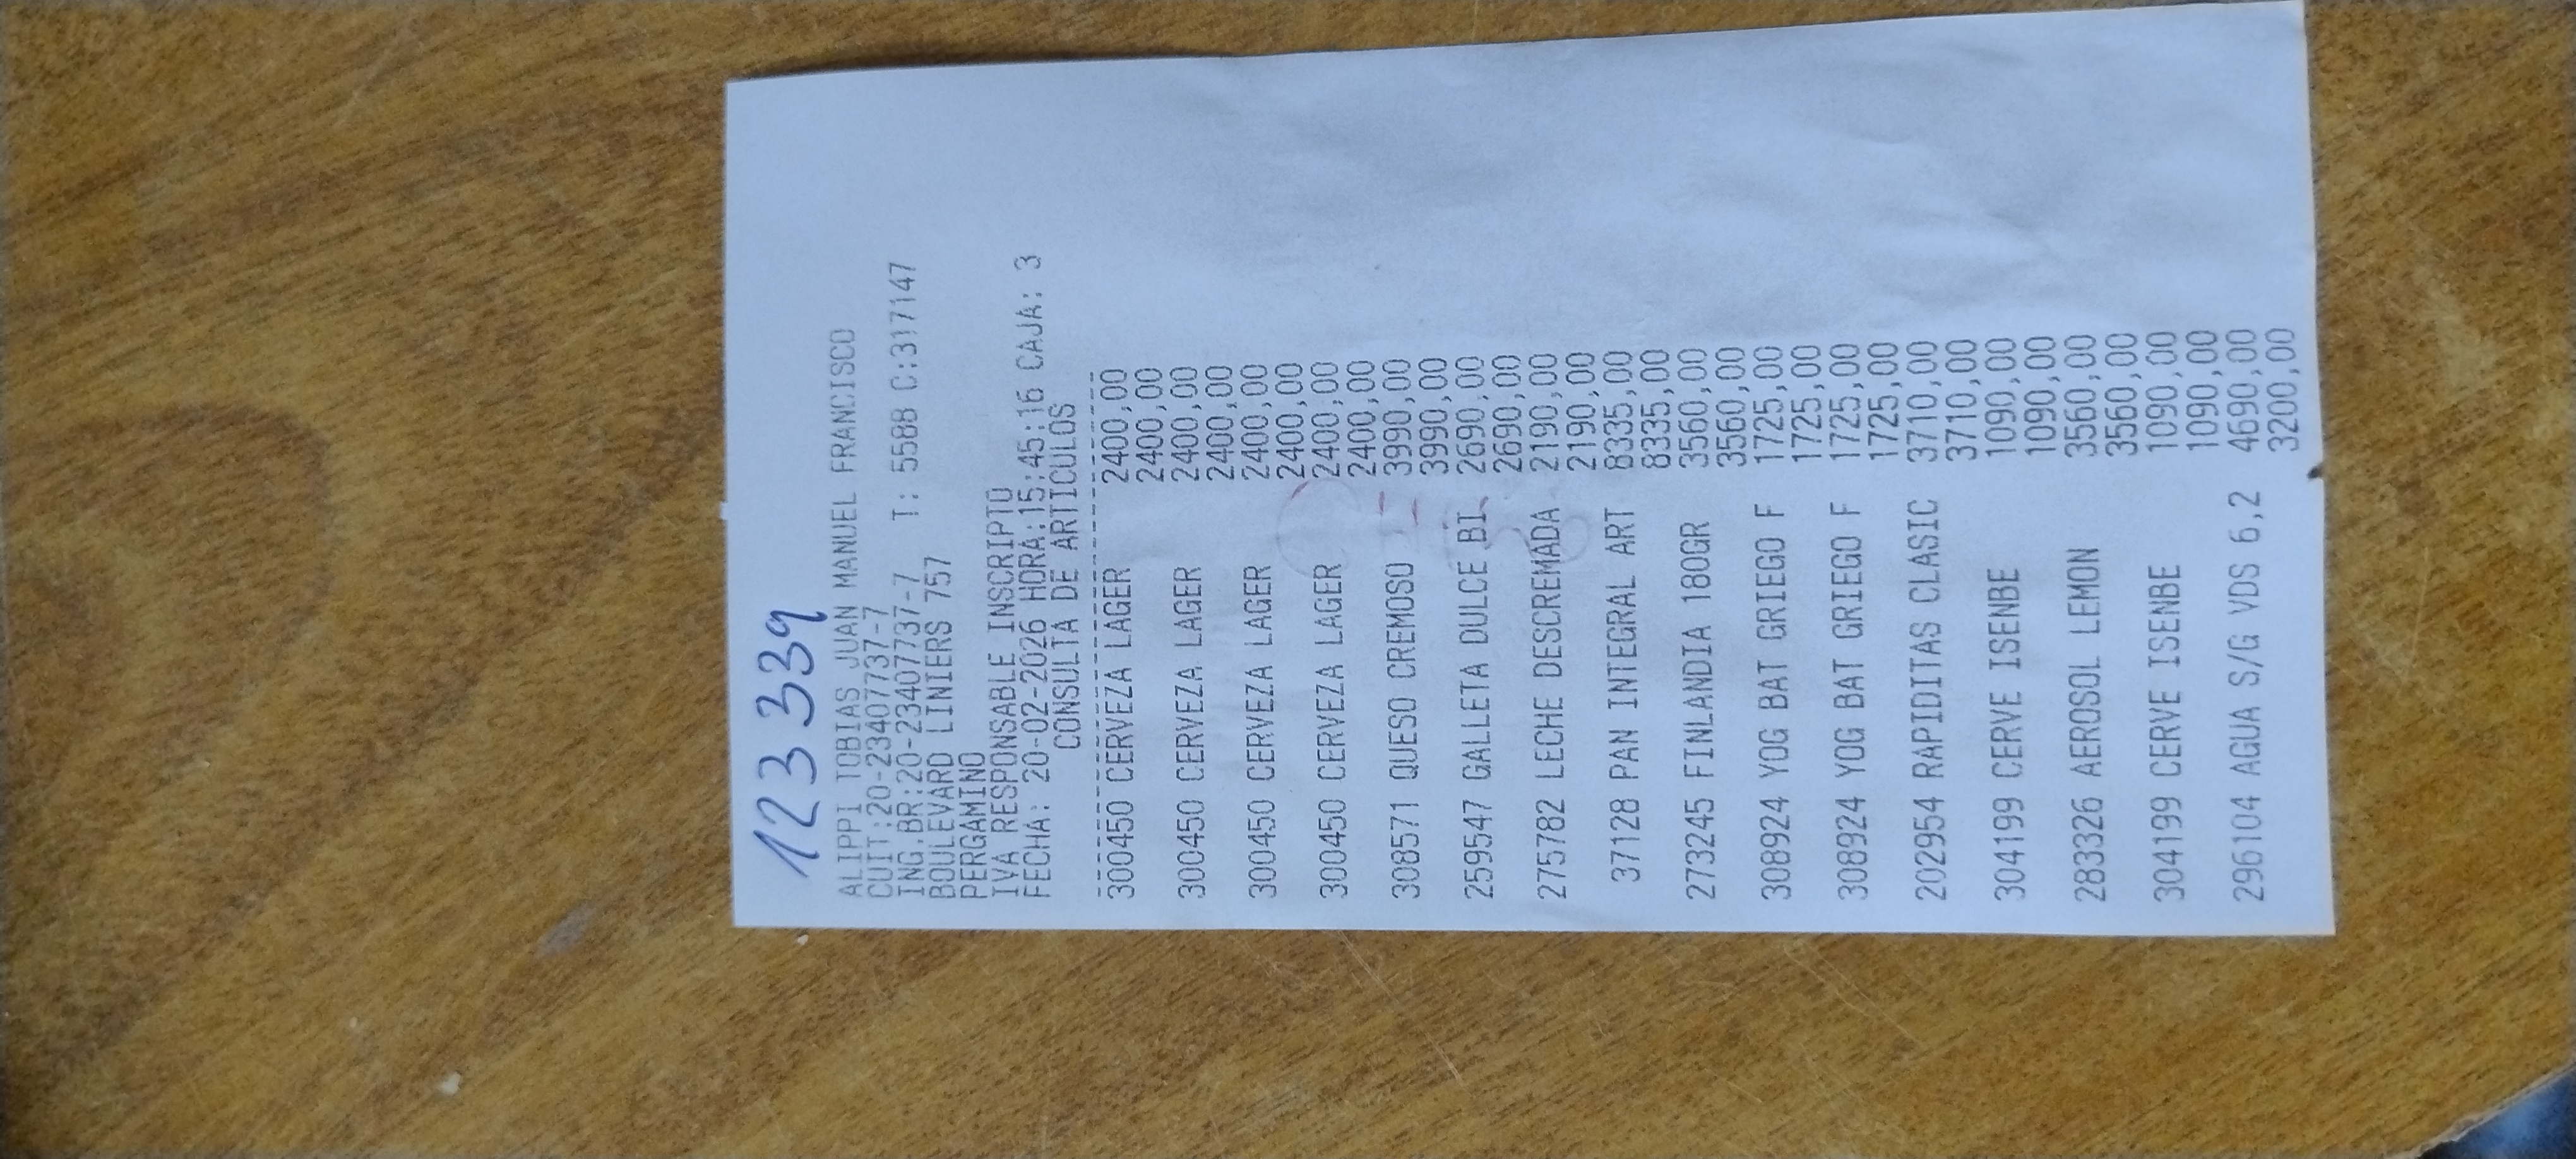 123339
ALIPPI TOBIAS JUAN MANUEL FRANCISCO
CUIT:20-23407737-7
ING.BR:20-23407737-7 T: 5588 C:317147
BOULEVARD LINIERS 757
PERGAMINO
IVA RESPONSABLE INSCRIPTO
FECHA: 20-02-2026 HORA:15:45:16 CAJA: 3
CONSULTA DE ARTICULOS
300450 CERVEZA LAGER 2400,00
2400,00
300450 CERVEZA LAGER 2400,00
2400,00
300450 CERVEZA LAGER 2400,00
2400,00
300450 CERVEZA LAGER 2400,00
2400,00
308571 QUESO CREMOSO 3990,00
3990,00
259547 GALLETA DULCE BI 2690,00
2690,00
275782 LECHE DESCREMADA 2190,00
2190,00
37128 PAN INTEGRAL ART 8335,00
8335,00
273245 FINLANDIA 180GR 3560,00
3560,00
308924 YOG BAT GRIEGO F 1725,00
1725,00
308924 YOG BAT GRIEGO F 1725,00
1725,00
202954 RAPIDITAS CLASIC 3710,00
3710,00
304199 CERVE ISENBE 1090,00
1090,00
283326 AEROSOL LEMON 3560,00
3560,00
304199 CERVE ISENBE 1090,00
1090,00
296104 AGUA S/G VDS 6,2 4690,00
3200,00